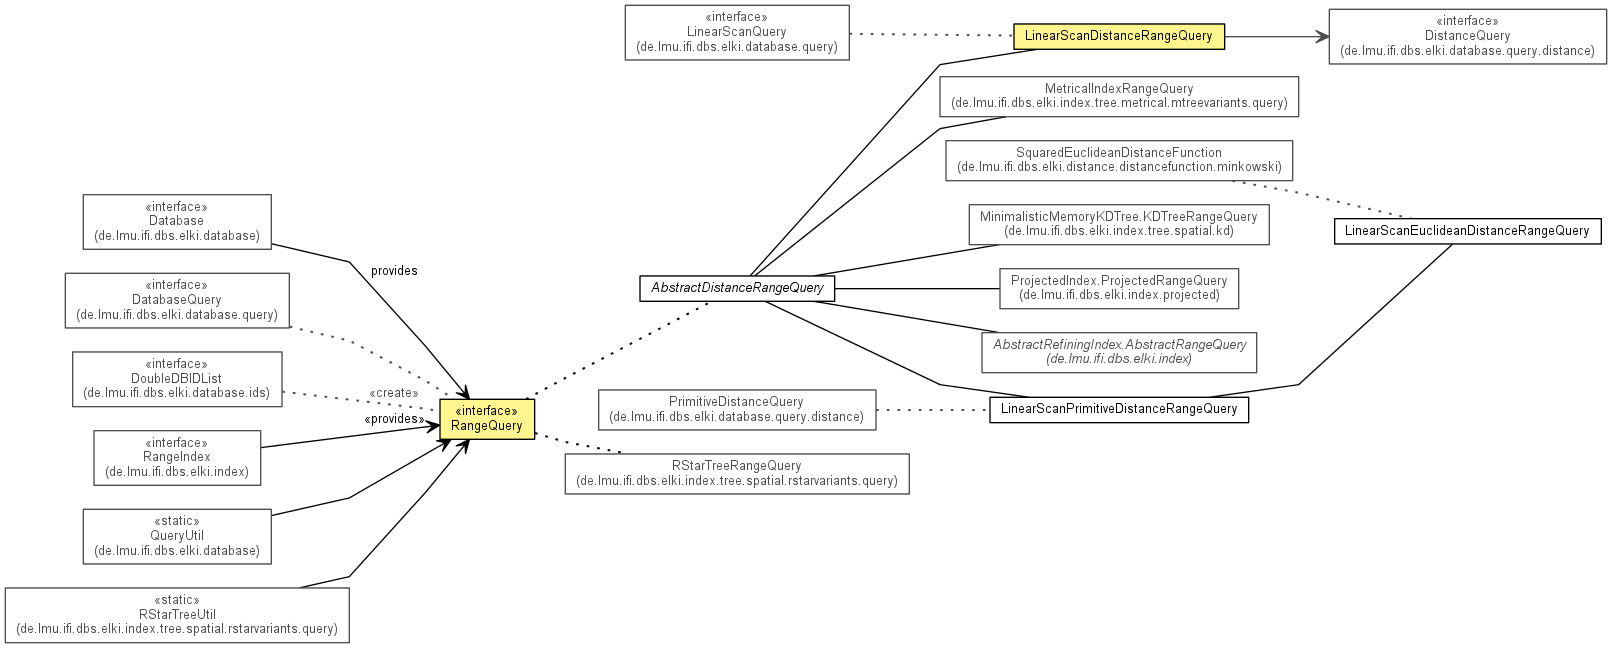 «interface»
LinearScanQuery
(de.lmu.ifi.dbs.elki.database.query)
LinearScanDistanceRangeQuery
«interface»
DistanceQuery
(de.lmu.ifi.dbs.elki.database.query.distance)
MetricalIndexRangeQuery
(de.lmu.ifi.dbs.elki.index.tree.metrical.mtreevariants.query)
SquaredEuclideanDistanceFunction
(de.lmu.ifi.dbs.elki.distance.distancefunction.minkowski)
«interface»
Database
(de.lmu.ifi.dbs.elki.database)
provides
MinimalisticMemoryKDTree.KDTreeRangeQuery
(de.lmu.ifi.dbs.elki.index.tree.spatial.kd)
LinearScanEuclideanDistanceRangeQuery
«interface»
DatabaseQuery
(de.lmu.ifi.dbs.elki.database.query)
AbstractDistanceRangeQuery
ProjectedIndex.ProjectedRangeQuery
(de.lmu.ifi.dbs.elki.index.projected)
AbstractRefiningIndex.AbstractRangeQuery
(de.lmu.ifi.dbs.elki.index)
«interface»
DoubleDBIDList
(de.lmu.ifi.dbs.elki.database.ids)
«create»
«provides»
«interface»
RangeQuery
PrimitiveDistanceQuery
(de.lmu.ifi.dbs.elki.database.query.distance)
LinearScanPrimitiveDistanceRangeQuery
«interface»
RangeIndex
(de.lmu.ifi.dbs.elki.index)
RStarTreeRangeQuery
(de.lmu.ifi.dbs.elki.index.tree.spatial.rstarvariants.query)
«static»
QueryUtil
(de.lmu.ifi.dbs.elki.database)
«static»
RStarTreeUtil
(de.lmu.ifi.dbs.elki.index.tree.spatial.rstarvariants.query)